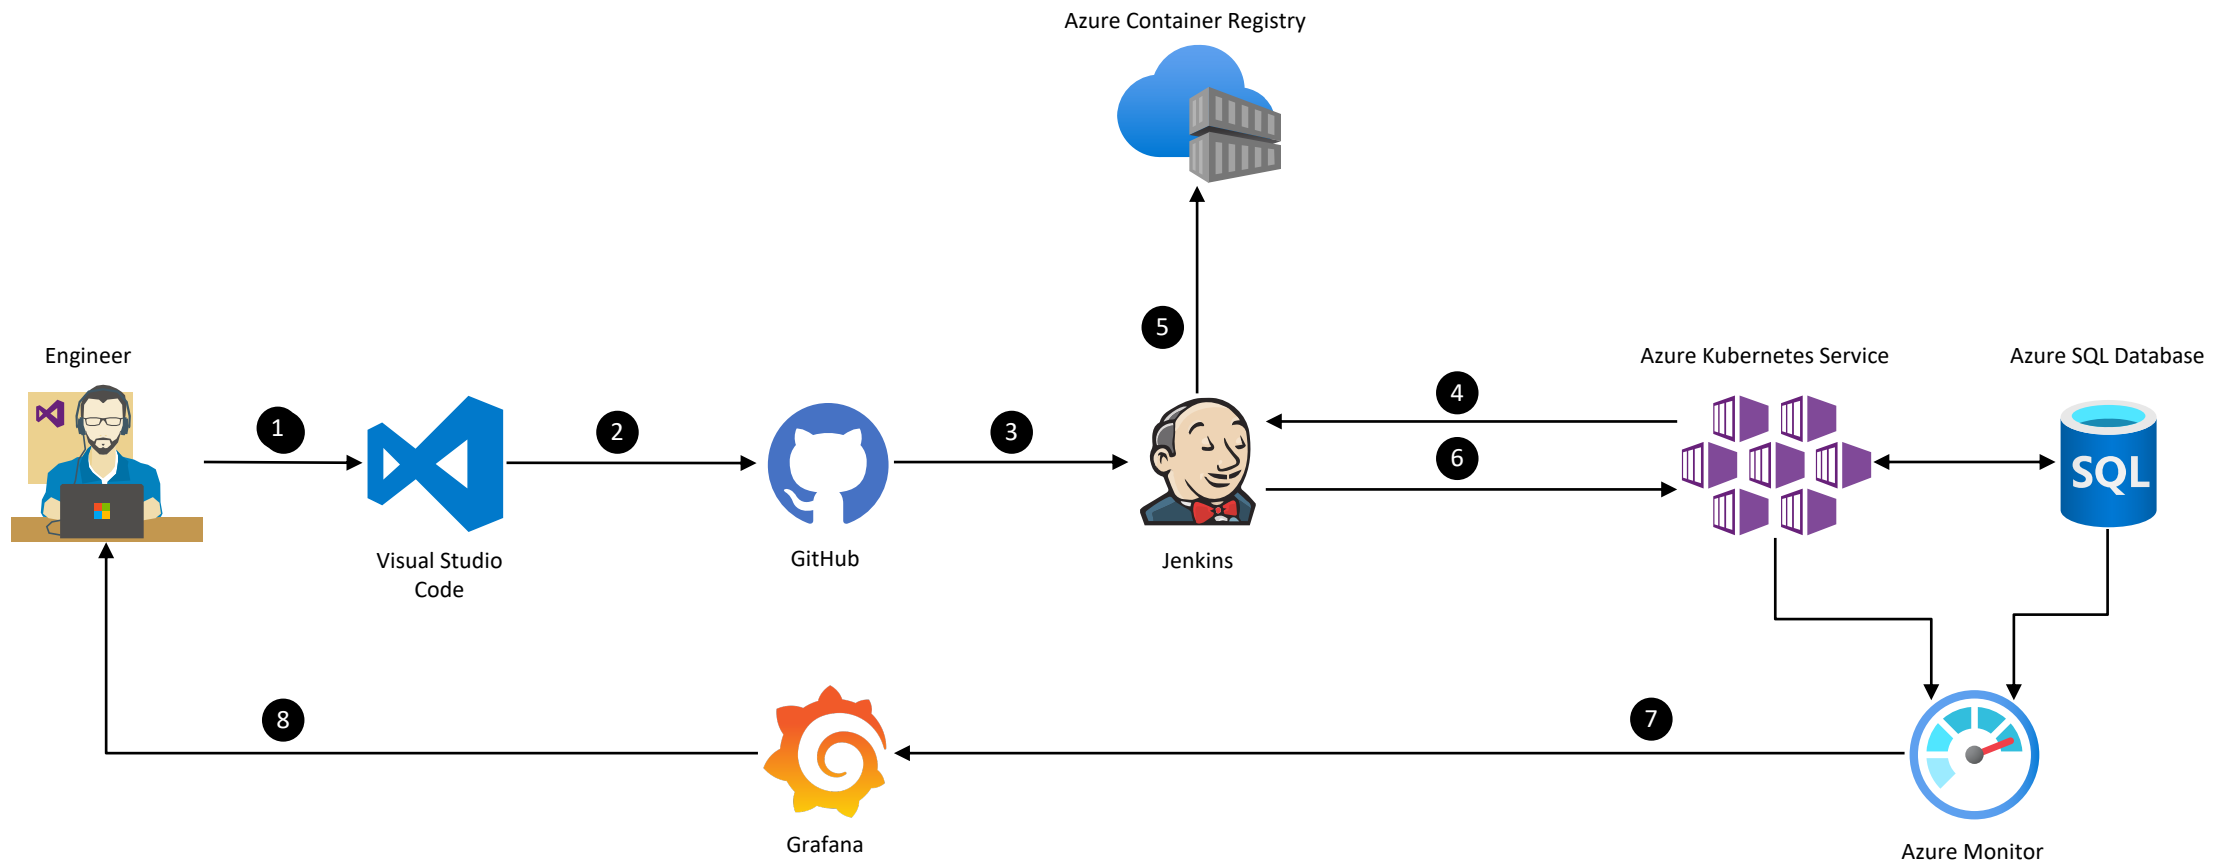 Azure Container Registry
5
Engineer
Azure Kubernetes Service
Azure SQL Database
4
1
2
3
6
SQL
Visual Studio
Code
GitHub
Jenkins
8
7
Grafana
Azure Monitor